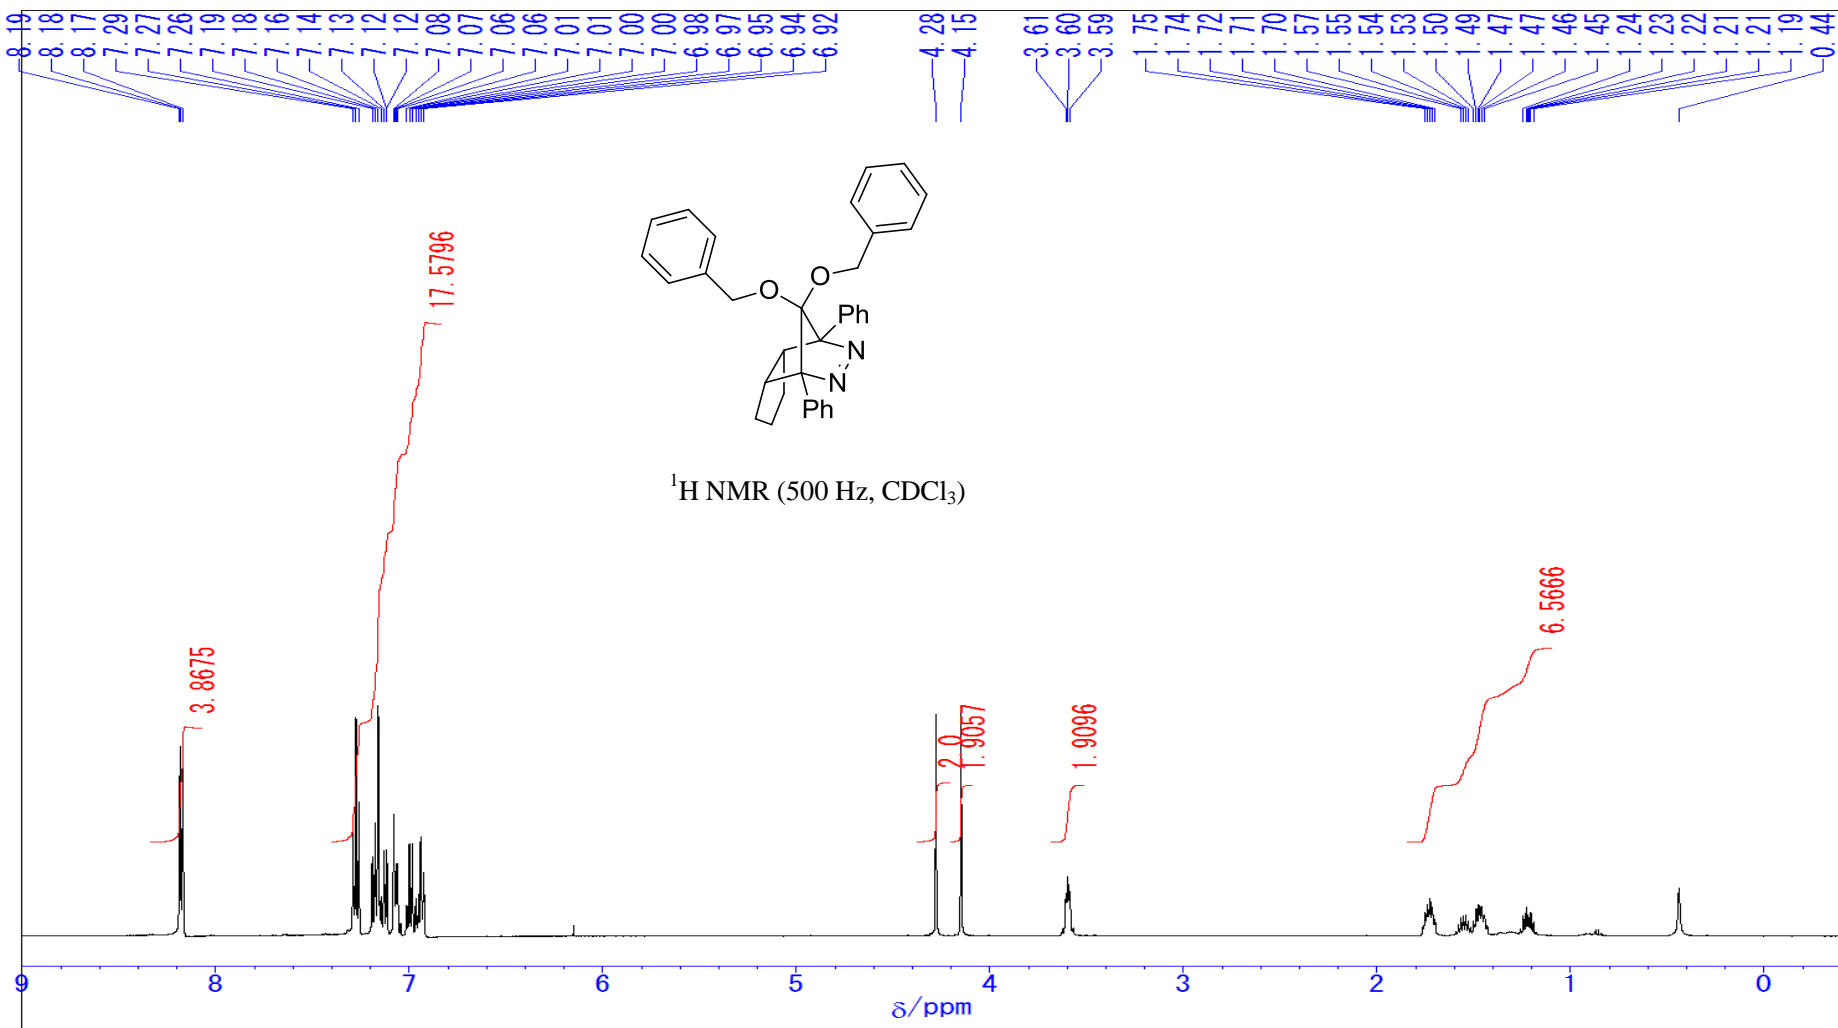 8.19 8.18 8.17 7.29 7.27 7.26 7.19 7.18 7.16 7.14 7.13 7.12 7.12 7.08 7.07 7.06 7.06 7.01 7.01 7.00 7.00 6.98 6.97 6.95 6.94 6.92 4.28 4.15 3.61 3.60 3.59 1.75 1.74 1.72 1.71 1.70 1.57 1.55 1.54 1.53 1.50 1.49 1.47 1.47 1.46 1.45 1.24 1.23 1.22 1.21 1.21 1.19 0.44
17.5796
O
O
Ph
N
N
Ph
¹H NMR (500 Hz, CDCl₃)
3.8675
2.0
1.9057
1.9096
6.5666
9 8 7 6 5 4 3 2 1 0
δ/ppm